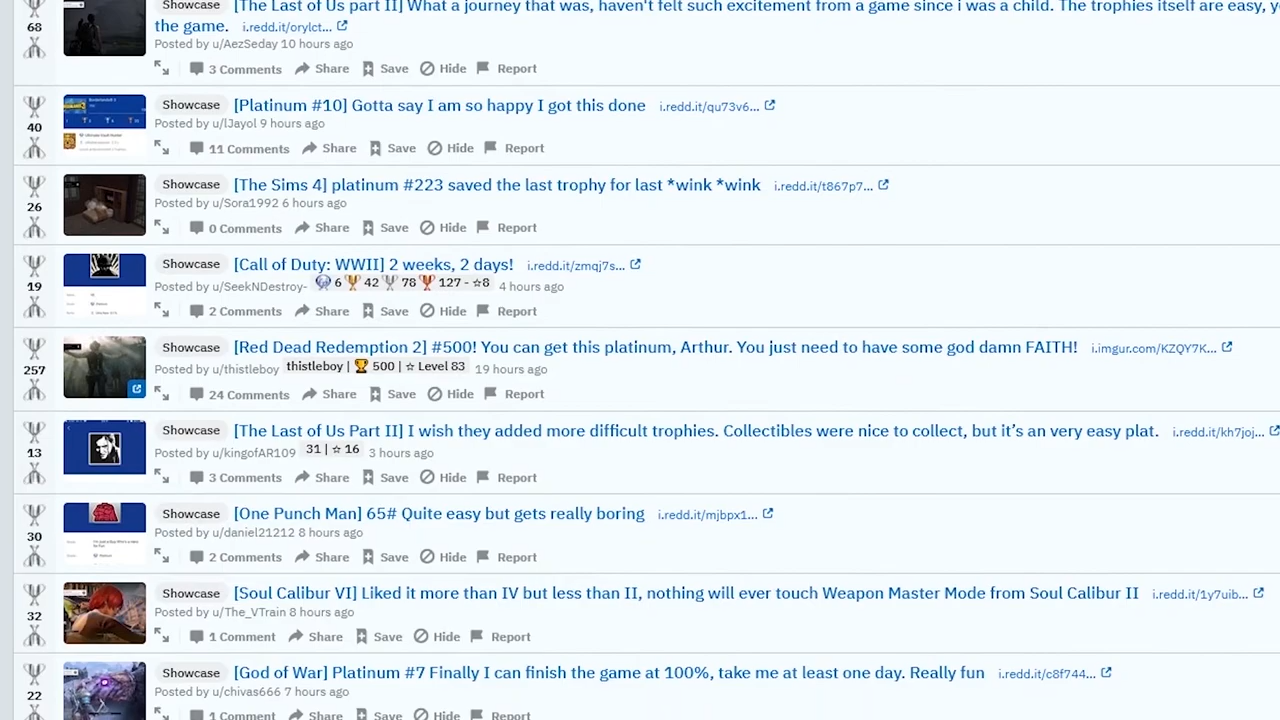 68
[The Last of Us part II] What a journey that was, haven't felt such excitement from a game since i was a child. The trophies itself are easy,
the game. i.redd.it/orylct...
Posted by u/AezSeday 10 hours ago
3 Comments Share Save Hide Report
Showcase [Platinum #10] Gotta say I am so happy I got this done i.redd.it/qu73v6...
40
Posted by u/lJayol 9 hours ago
11 Comments Share Save Hide Report
Showcase [The Sims 4] platinum #223 saved the last trophy for last *wink *wink i.redd.it/t867p7...
26
Posted by u/Sora1992 6 hours ago
0 Comments Share Save Hide Report
Showcase [Call of Duty: WWII] 2 weeks, 2 days! i.redd.it/zmqj7s...
19
Posted by u/SeekNDestroy- 6 42 78 127 - ☆8 4 hours ago
2 Comments Share Save Hide Report
Showcase [Red Dead Redemption 2] #500! You can get this platinum, Arthur. You just need to have some god damn FAITH! i.imgur.com/KZQY7K...
257
Posted by u/thistleboy thistleboy | 🏆 500 | ☆ Level 83 19 hours ago
24 Comments Share Save Hide Report
Showcase [The Last of Us Part II] I wish they added more difficult trophies. Collectibles were nice to collect, but it's an very easy plat. i.redd.it/kh7joj...
13
Posted by u/kingofAR109 31 | ☆ 16 3 hours ago
3 Comments Share Save Hide Report
Showcase [One Punch Man] 65# Quite easy but gets really boring i.redd.it/mjbpx1...
30
Posted by u/daniel21212 8 hours ago
2 Comments Share Save Hide Report
Showcase [Soul Calibur VI] Liked it more than IV but less than II, nothing will ever touch Weapon Master Mode from Soul Calibur II i.redd.it/1y7uib...
32
Posted by u/The_VTrain 8 hours ago
1 Comment Share Save Hide Report
Showcase [God of War] Platinum #7 Finally I can finish the game at 100%, take me at least one day. Really fun i.redd.it/c8f744...
22
Posted by u/chivas666 7 hours ago
1 Comment Share Save Hide Report